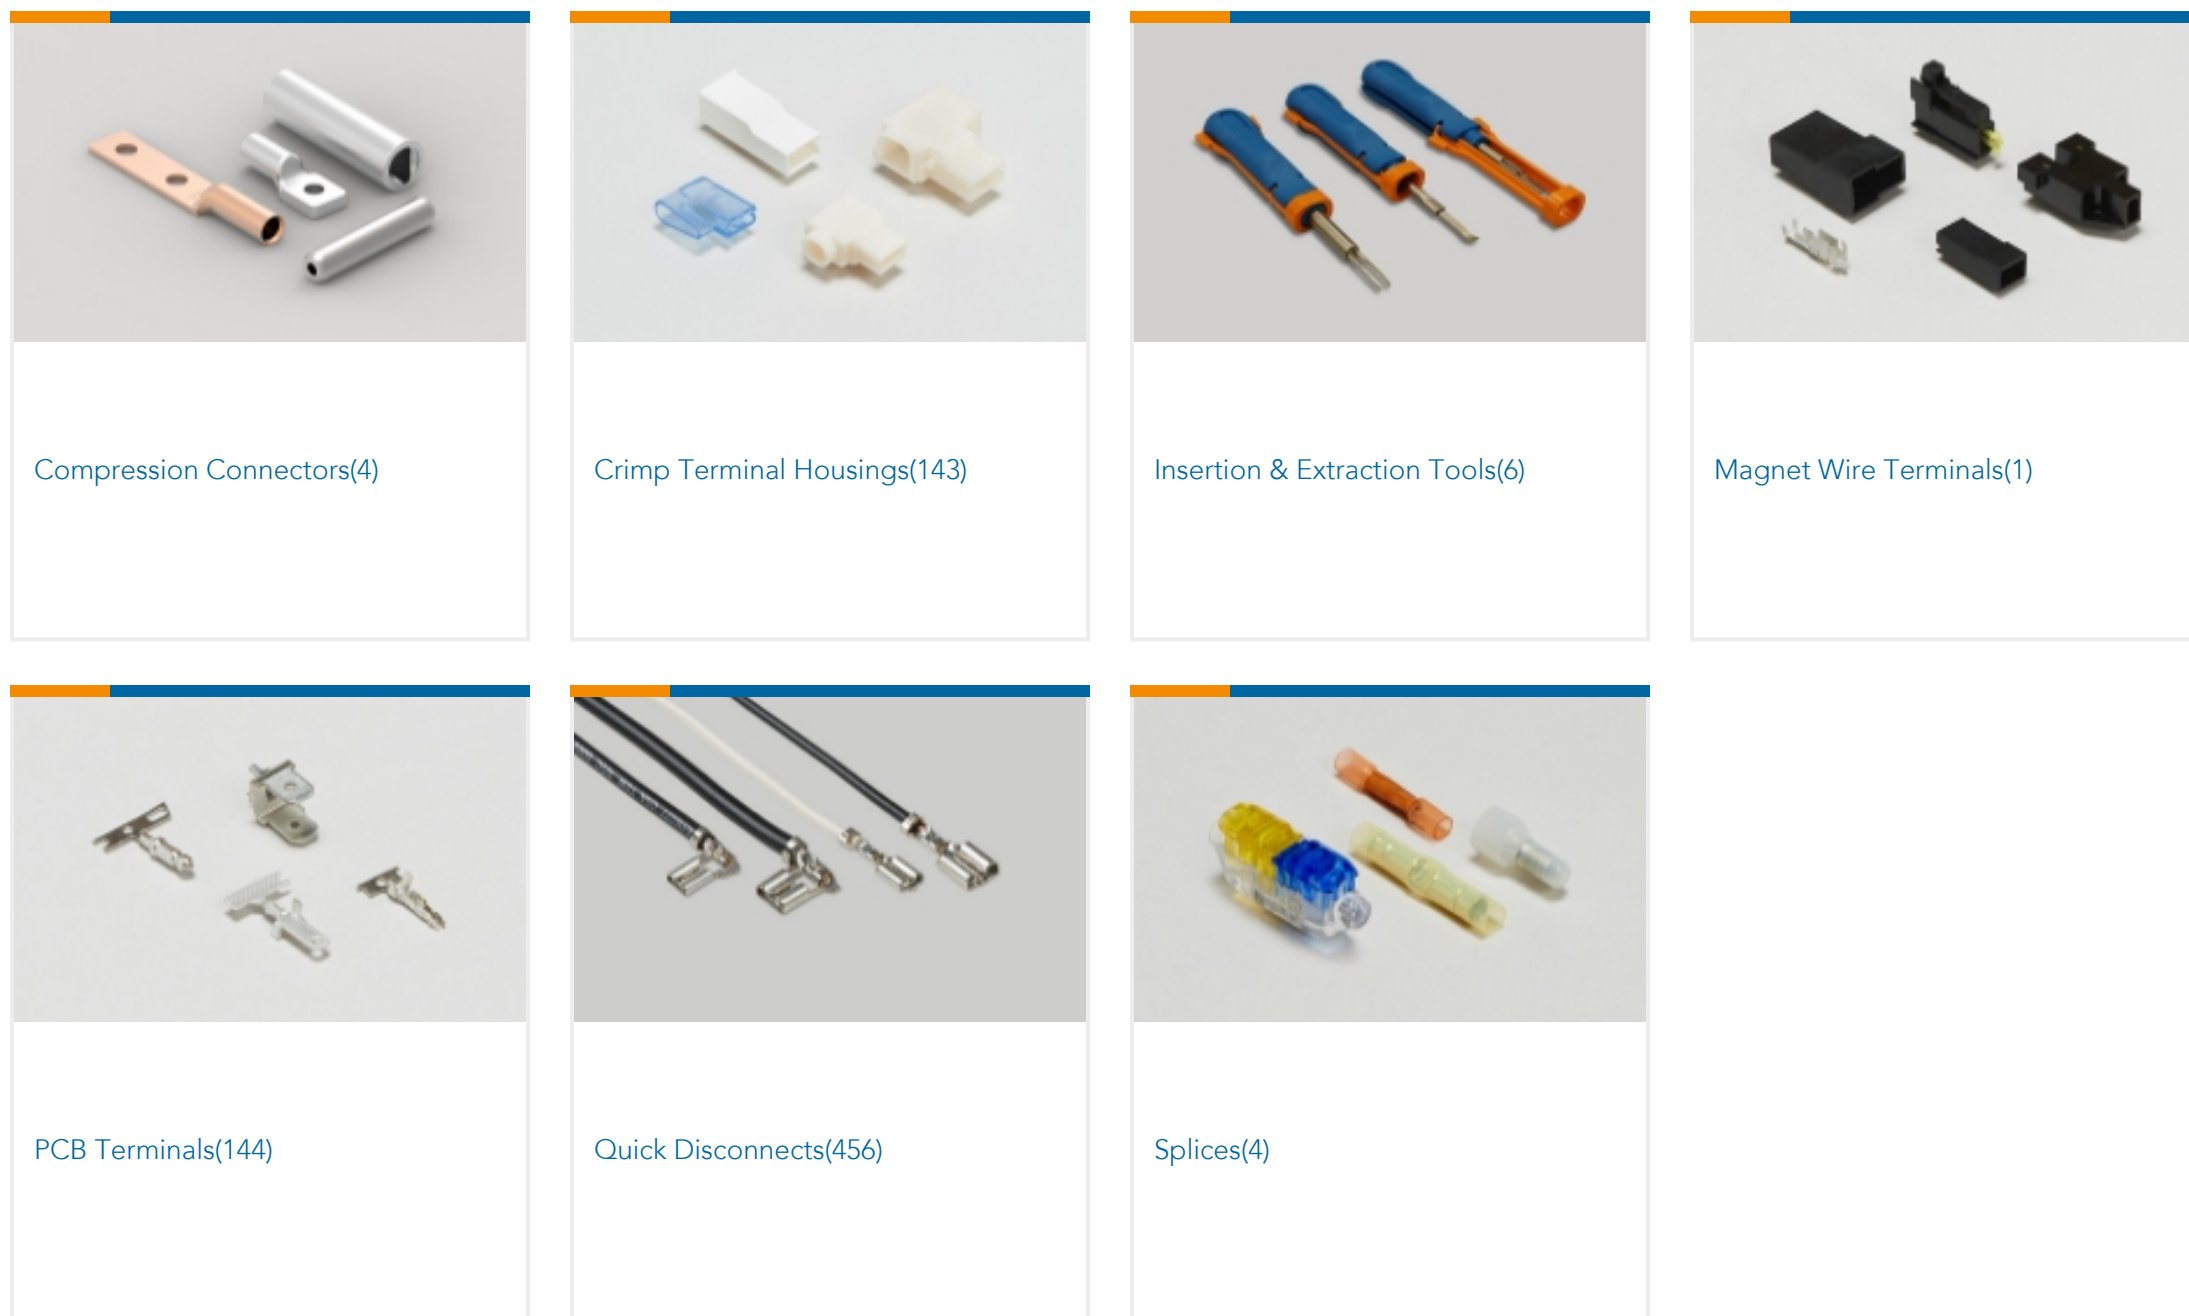 Compression Connectors(4)
Crimp Terminal Housings(143)
Insertion & Extraction Tools(6)
Magnet Wire Terminals(1)
PCB Terminals(144)
Quick Disconnects(456)
Splices(4)